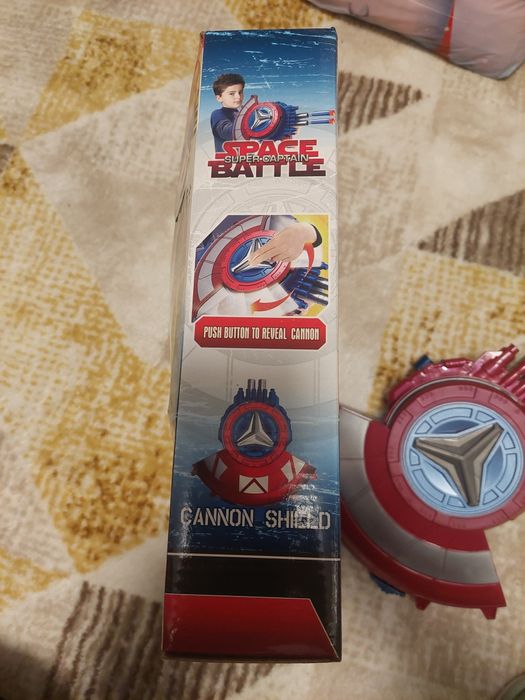 SPACE
SUPER CAPTAIN
BATTLE
PUSH BUTTON TO REVEAL CANNON
CANNON SHIELD